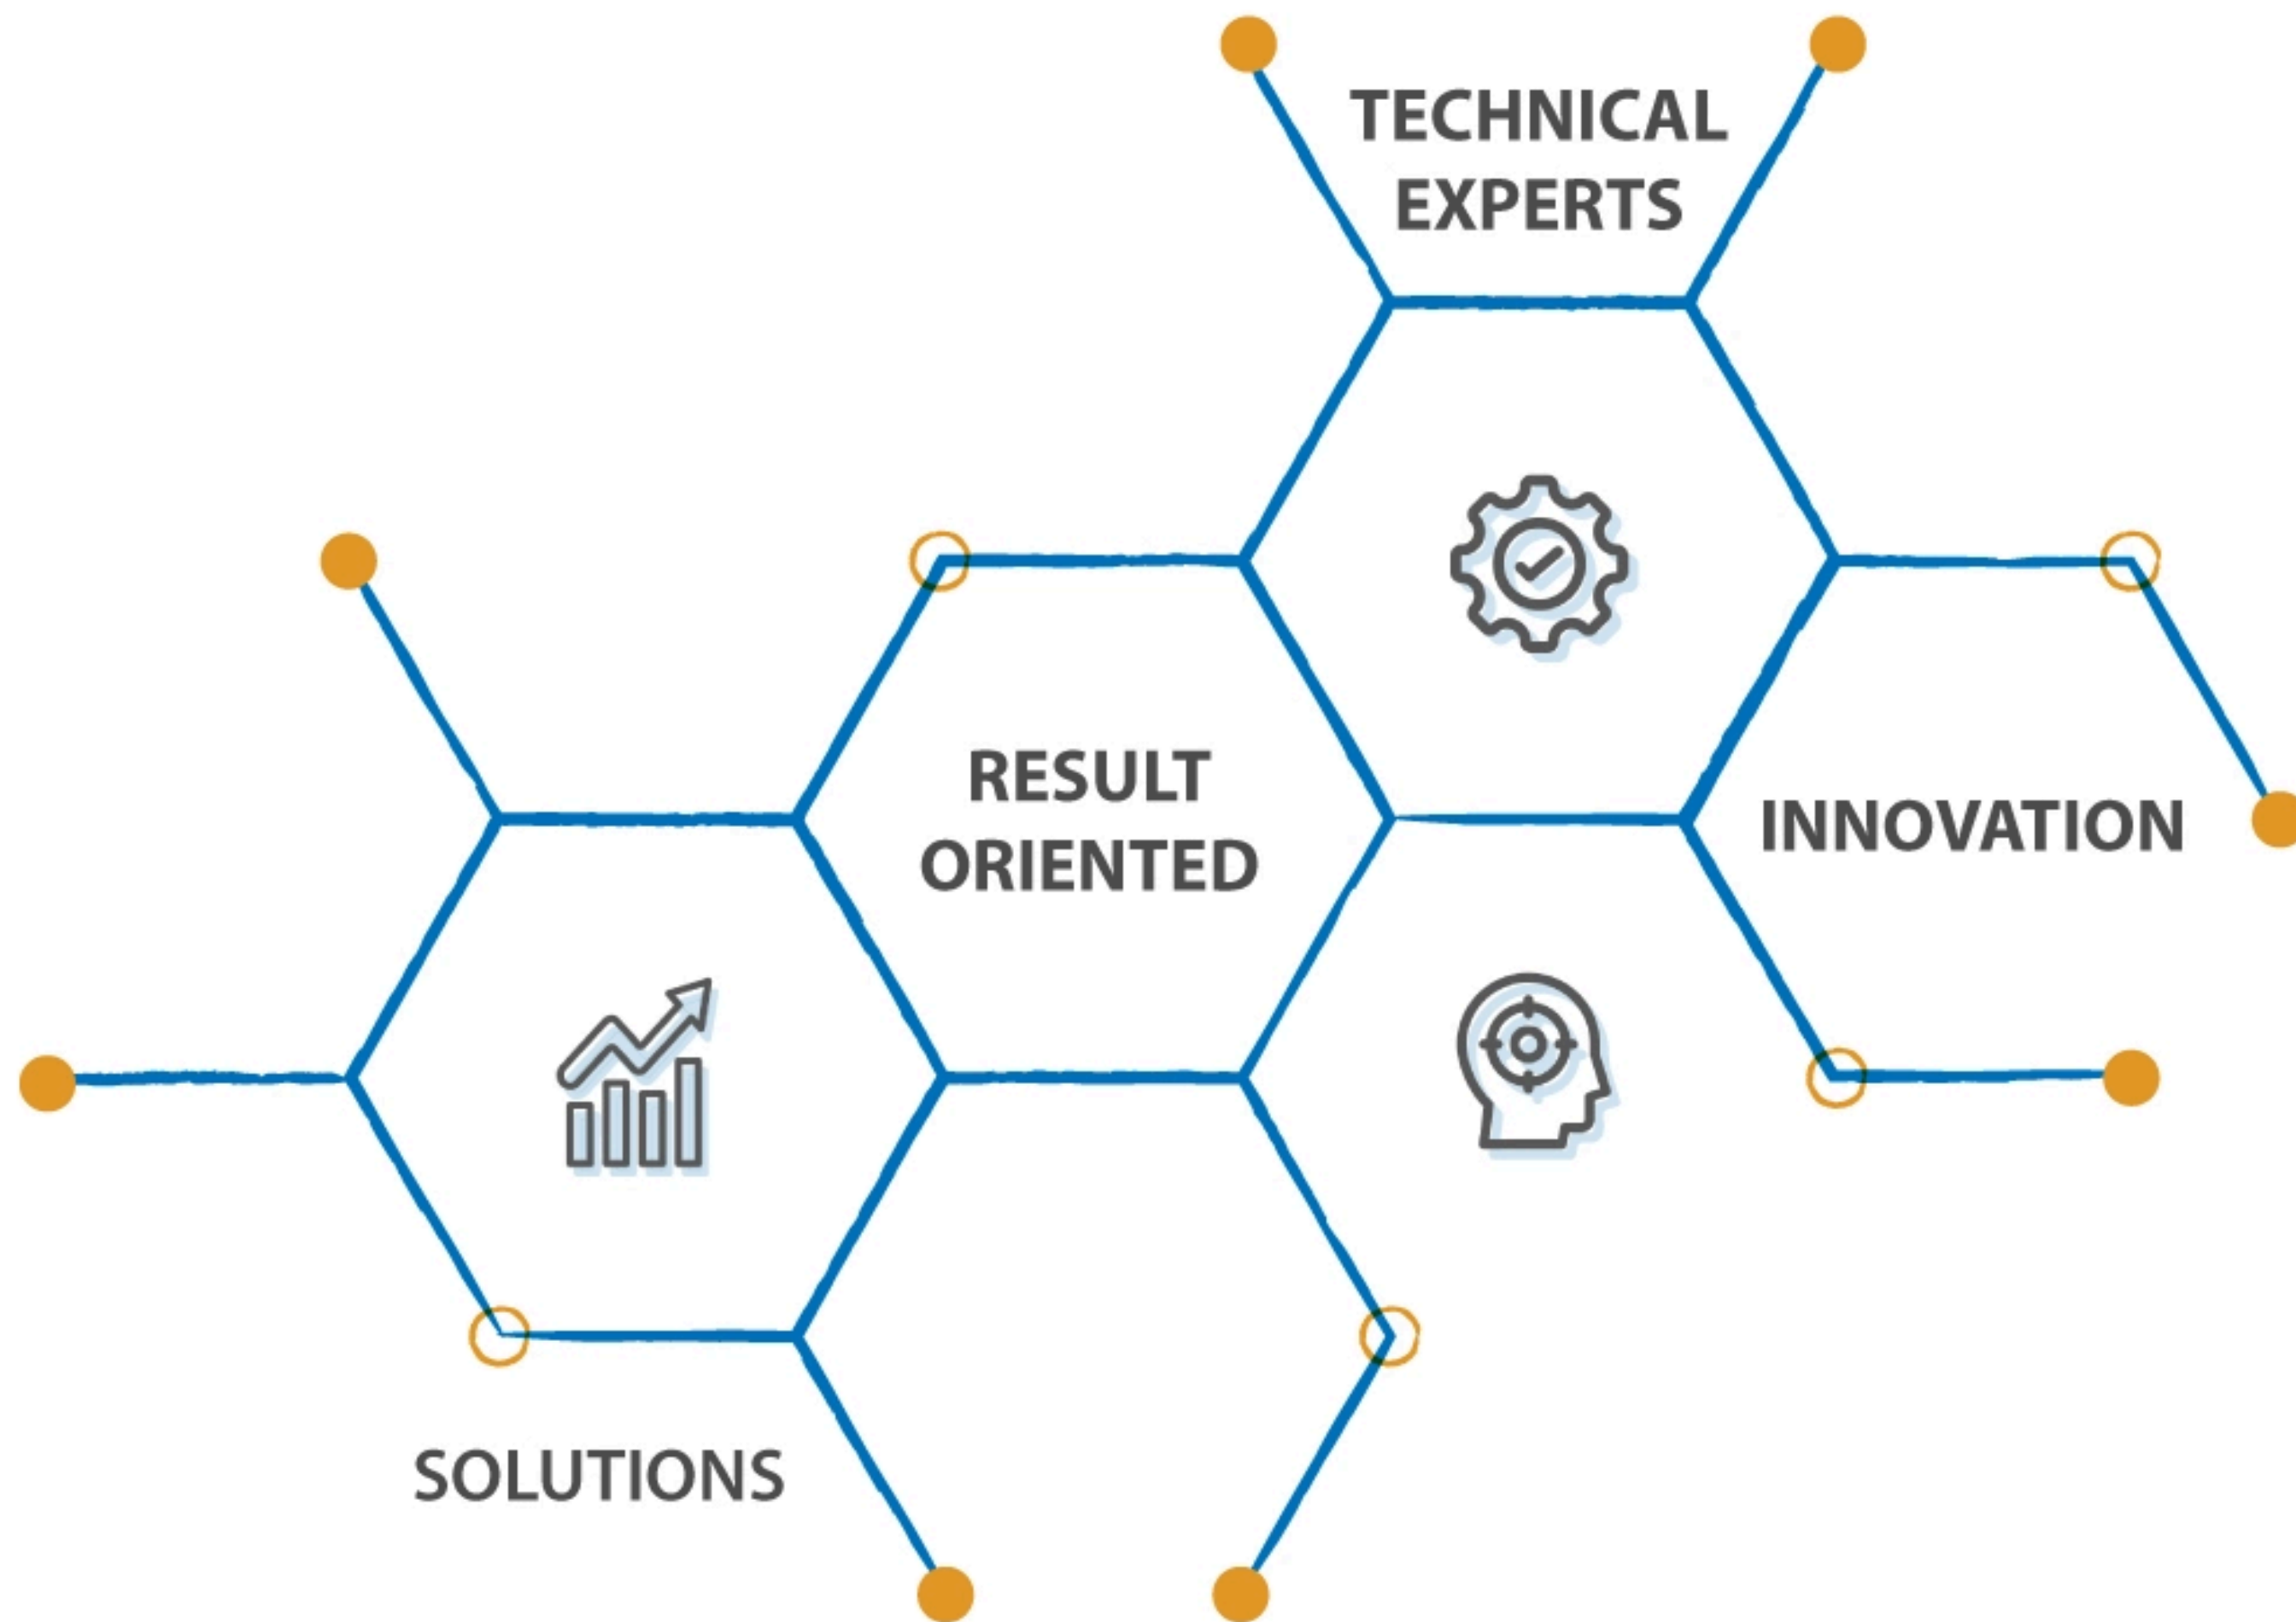 TECHNICAL
EXPERTS
RESULT
ORIENTED
INNOVATION
SOLUTIONS